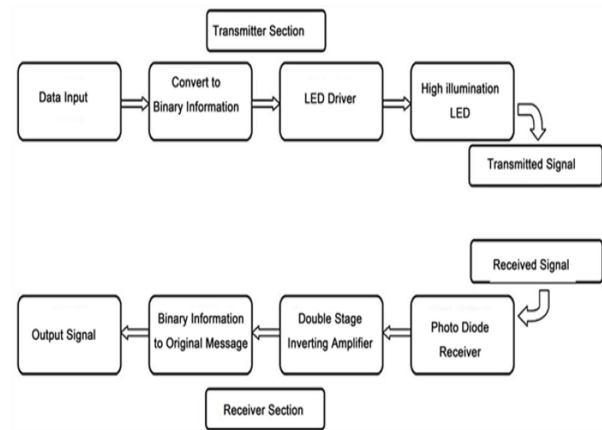 Transmitter Section
Data Input
Convert to
Binary Information
LED Driver
High illumination
LED
Transmitted Signal
Received Signal
Output Signal
Binary Information
to Original Message
Double Stage
Inverting Amplifier
Photo Diode
Receiver
Receiver Section